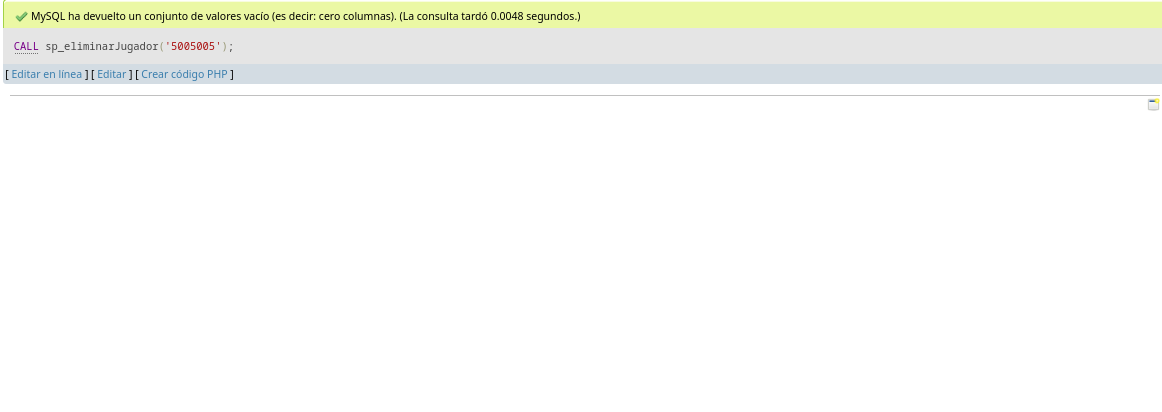 MySQL ha devuelto un conjunto de valores vacío (es decir: cero columnas). (La consulta tardó 0.0048 segundos.)
CALL sp_eliminarJugador('5005005');
[ Editar en línea ] [ Editar ] [ Crear código PHP ]